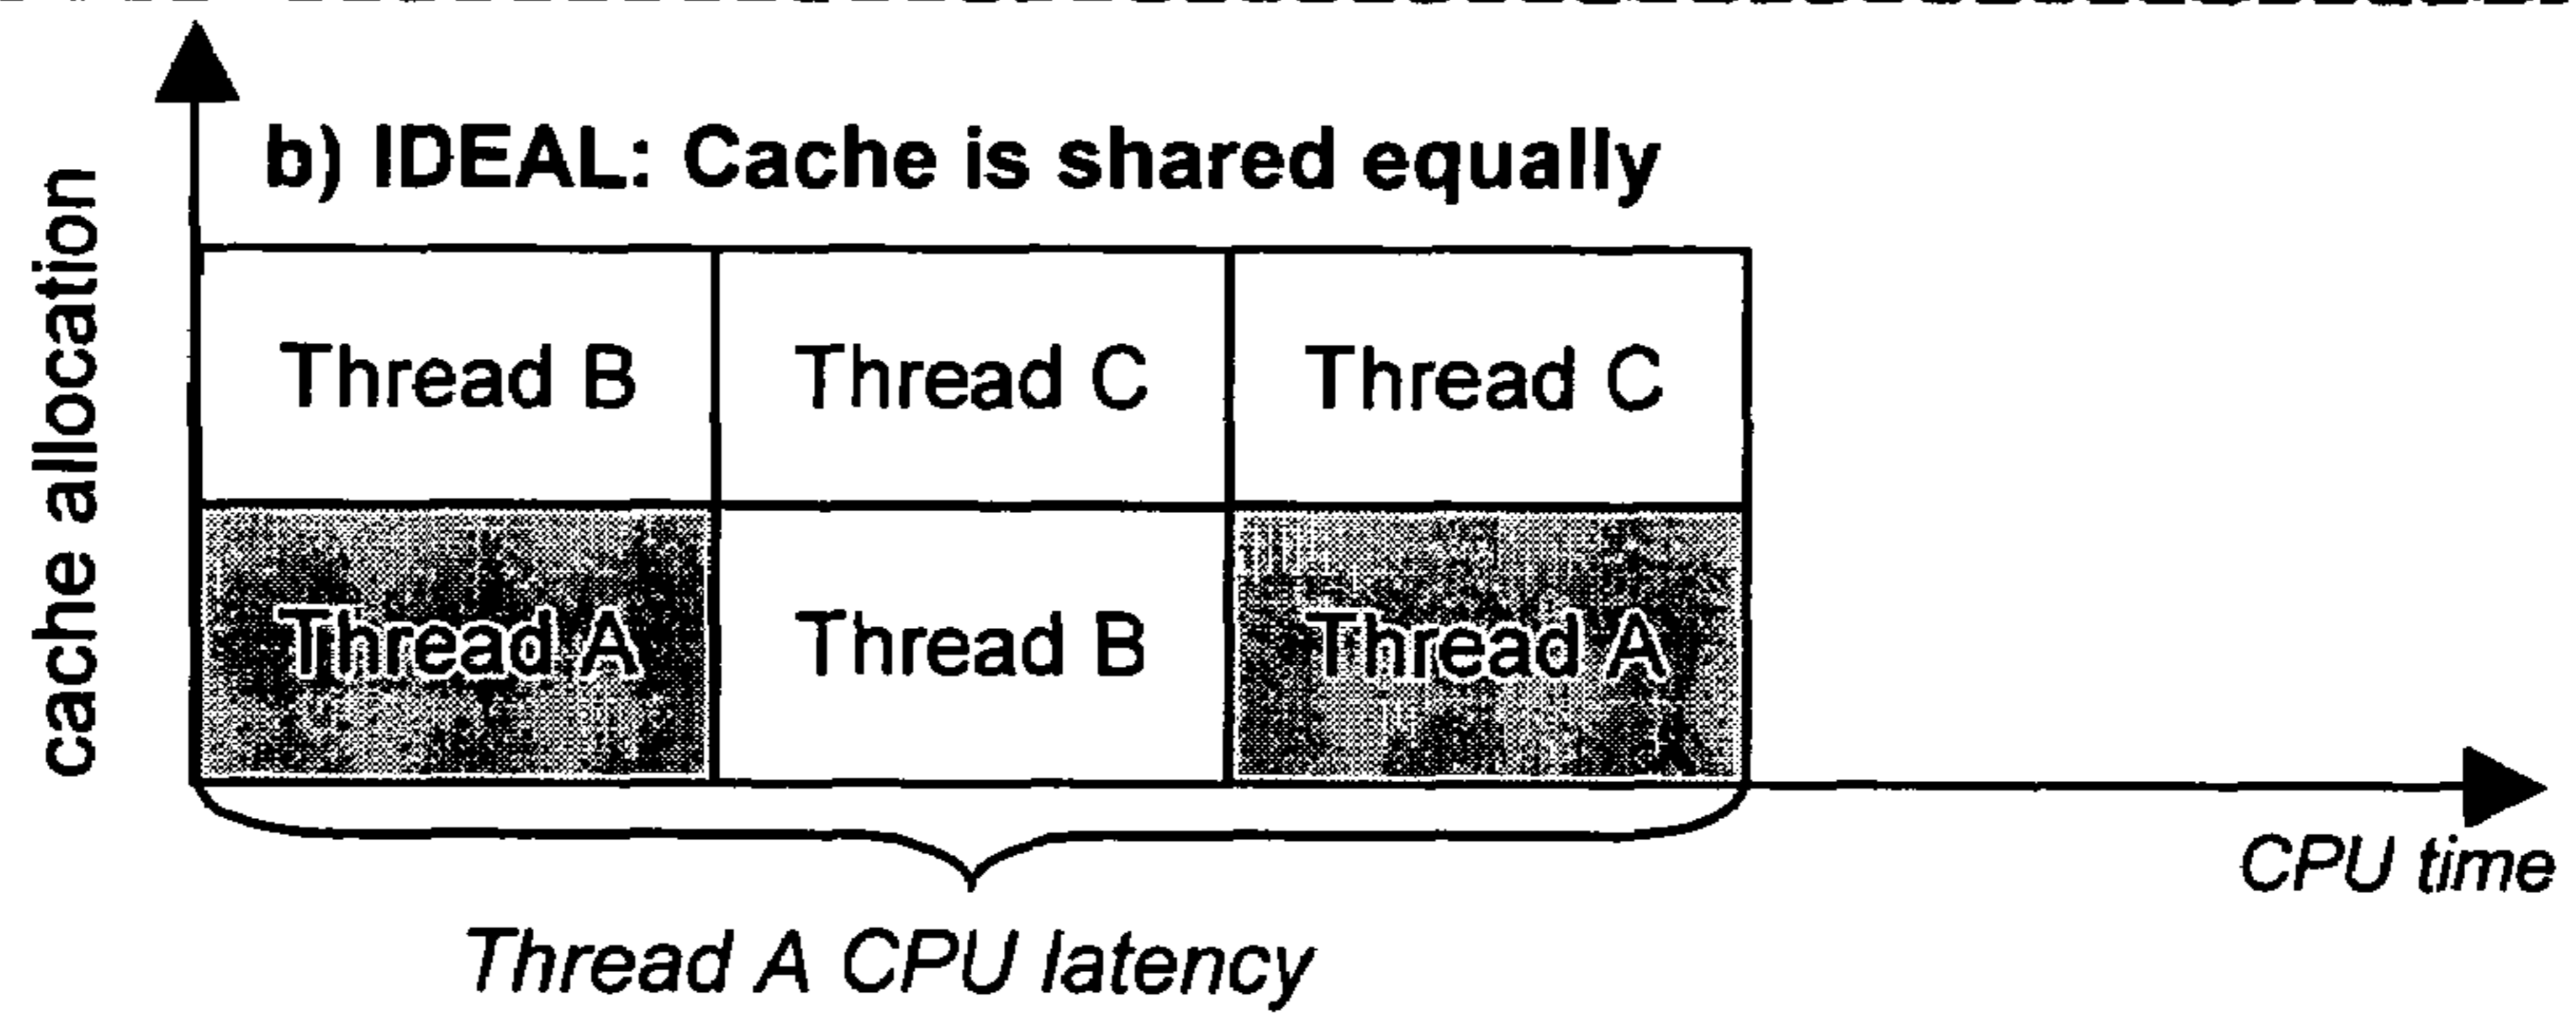 b) IDEAL: Cache is shared equally
cache allocation
Thread B
Thread C
Thread C
Thread A
Thread B
Thread A
CPU time
Thread A CPU latency